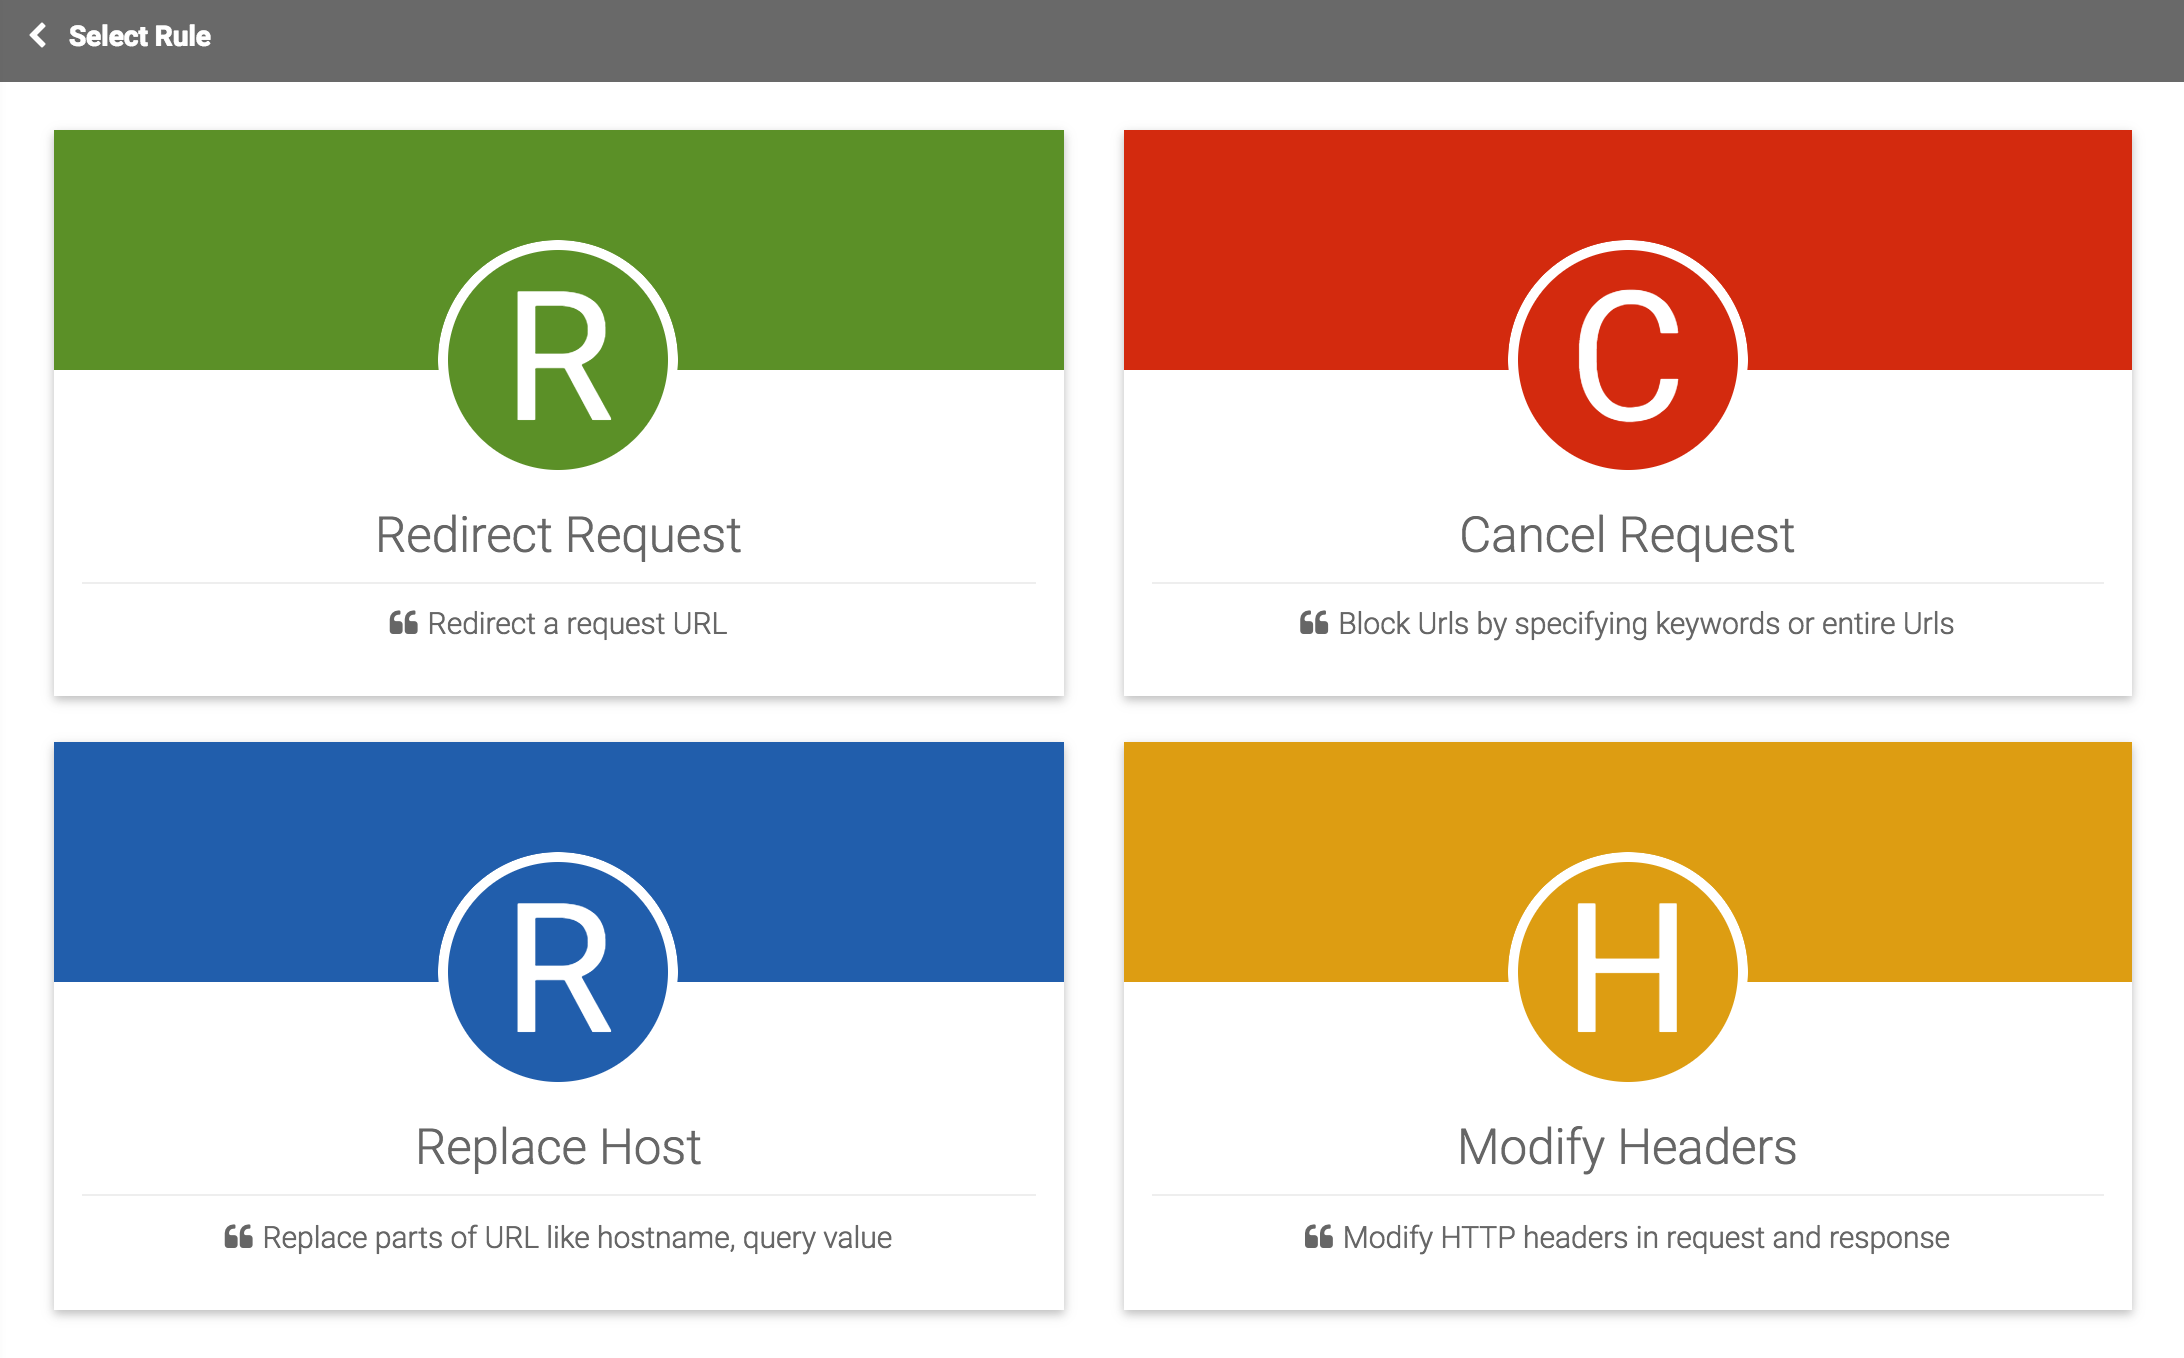 Select Rule
R
Redirect Request
Redirect a request URL
C
Cancel Request
Block Urls by specifying keywords or entire Urls
R
Replace Host
Replace parts of URL like hostname, query value
H
Modify Headers
Modify HTTP headers in request and response